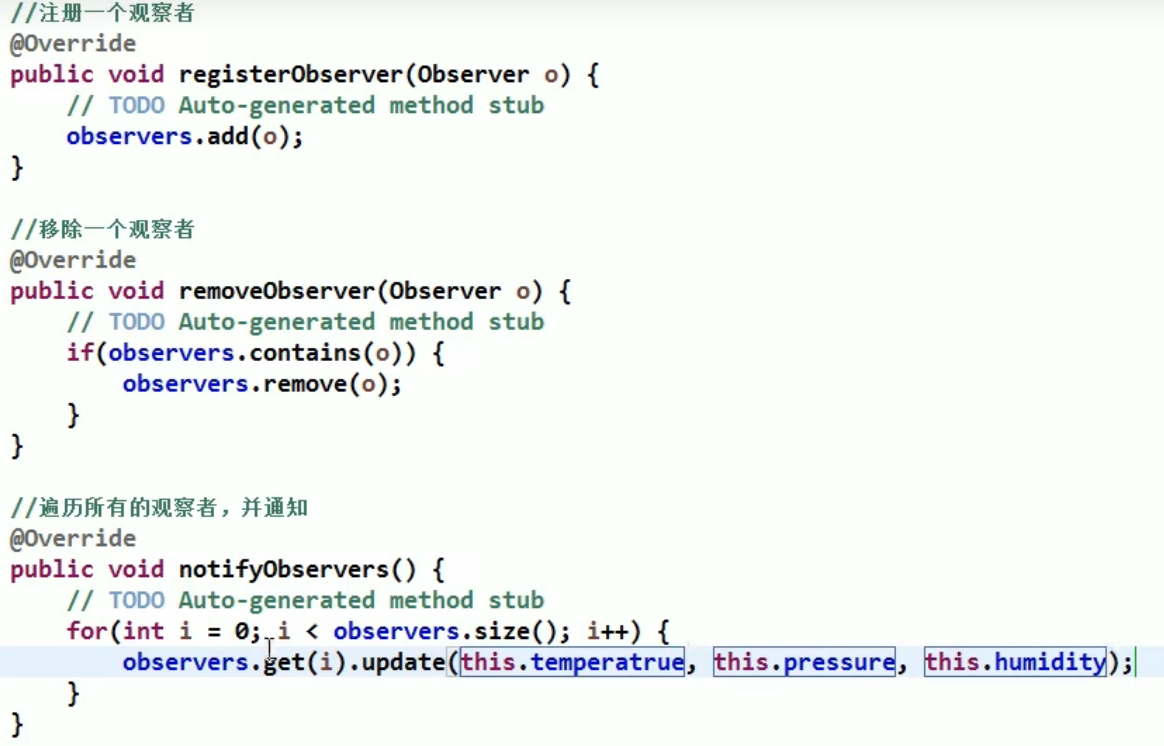 //注册一个观察者
@Override
public void registerObserver(Observer o) {
    // TODO Auto-generated method stub
    observers.add(o);
}

//移除一个观察者
@Override
public void removeObserver(Observer o) {
    // TODO Auto-generated method stub
    if(observers.contains(o)) {
        observers.remove(o);
    }
}

//遍历所有的观察者，并通知
@Override
public void notifyObservers() {
    // TODO Auto-generated method stub
    for(int i = 0; i < observers.size(); i++) {
        observers.get(i).update(this.temperatrue, this.pressure, this.humidity);
    }
}